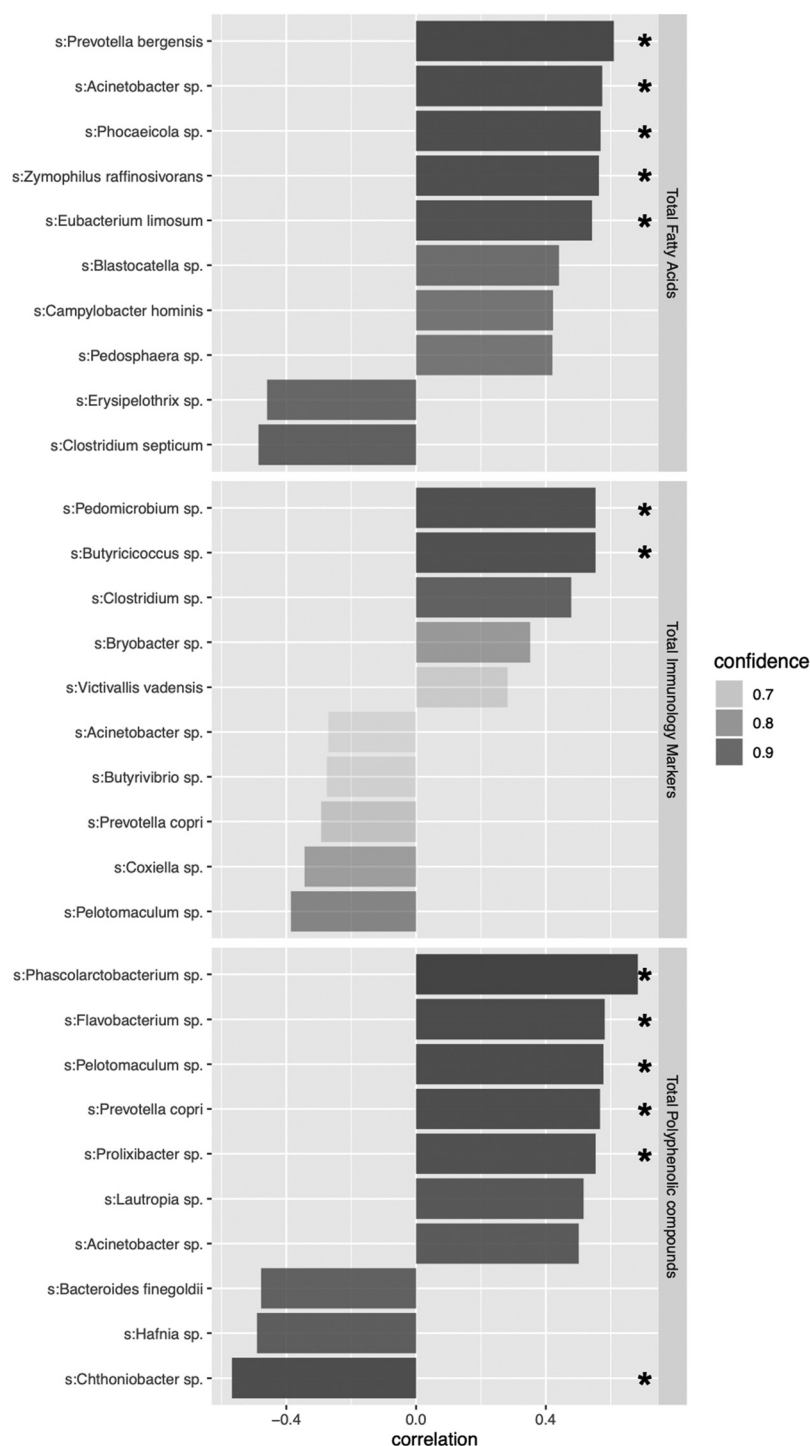 s:Prevotella bergensis
*
s:Acinetobacter sp.
*
s:Phocaeicola sp.
*
s:Zymophilus raffinosivorans
*
s:Eubacterium limosum
*
s:Blastocatella sp.
s:Campylobacter hominis
s:Pedosphaera sp.
s:Erysipelothrix sp.
s:Clostridium septicum
Total Fatty Acids
s:Pedomicrobium sp.
*
s:Butyricicoccus sp.
*
s:Clostridium sp.
s:Bryobacter sp.
s:Victivallis vadensis
s:Acinetobacter sp.
s:Butyrivibrio sp.
s:Prevotella copri
s:Coxiella sp.
s:Pelotomaculum sp.
Total Immunology Markers
s:Phascolarctobacterium sp.
*
s:Flavobacterium sp.
*
s:Pelotomaculum sp.
*
s:Prevotella copri
*
s:Prolixibacter sp.
*
s:Lautropia sp.
s:Acinetobacter sp.
s:Bacteroides finegoldii
s:Hafnia sp.
s:Chthoniobacter sp.
*
Total Polyphenolic compounds
−0.4 0.0 0.4
correlation
confidence
0.7
0.8
0.9